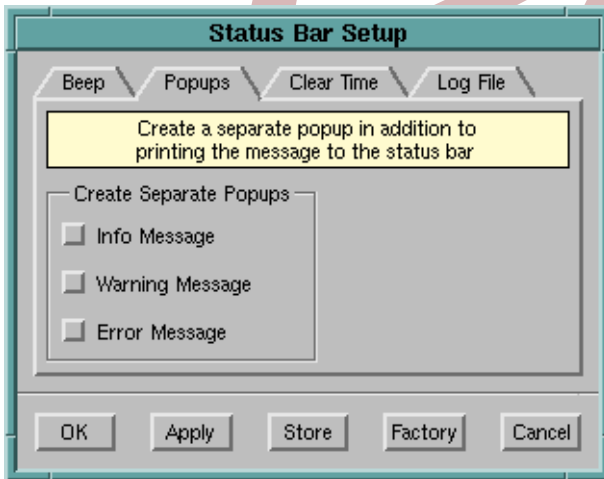 Status Bar Setup
Beep Popups Clear Time Log File
Create a separate popup in addition to
printing the message to the status bar
Create Separate Popups
Info Message
Warning Message
Error Message
OK Apply Store Factory Cancel